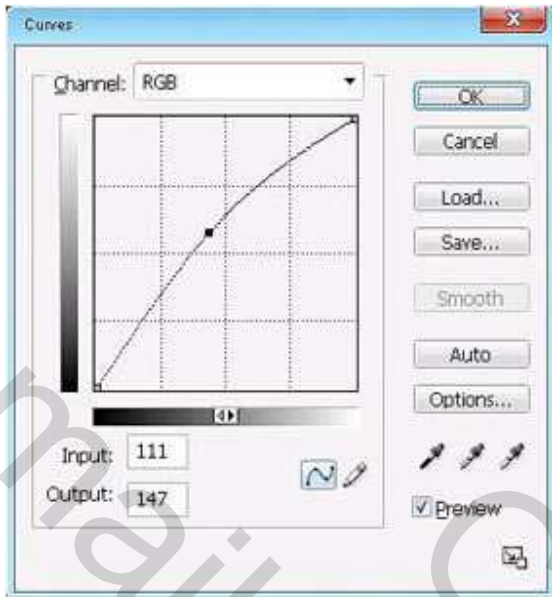 Curves
Channel: RGB
OK
Cancel
Load...
Save...
Smooth
Auto
Options...
Input: 111
Output: 147
Preview